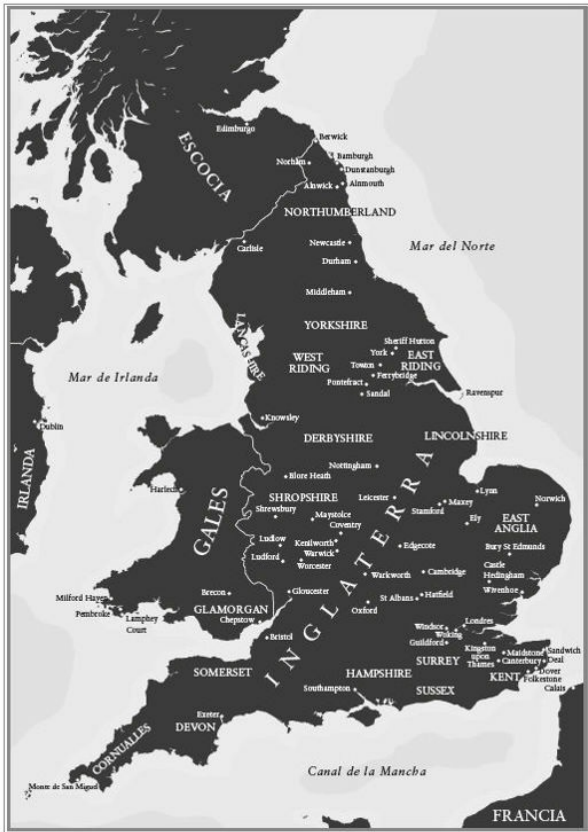 Edimburgo
ESCOCIA
Berwick
Norham
Bamburgh
Dunstanburgh
Alnwick
Alnmouth
NORTHUMBERLAND
Carlisle
Newcastle
Durham
Mar del Norte
Middleham
LANCASHIRE
YORKSHIRE
Sheriff Hutton
York
WEST
RIDING
EAST
RIDING
Towton
Ferrybridge
Pontefract
Sandal
Ravenspur
Mar de Irlanda
Dublin
IRLANDA
Knowsley
DERBYSHIRE
LINCOLNSHIRE
Nottingham
Blore Heath
Harlech
GALES
SHROPSHIRE
Shrewsbury
Maystolce
Leicester
Stamford
Maxey
Lynn
Norwich
Ely
EAST
ANGLIA
Coventry
Kenilworth
Warwick
Ludlow
Ludford
Worcester
Edgecote
Bury St Edmunds
Cambridge
Castle
Hedingham
Wivenhoe
INGLATERRA
Warkworth
Brecon
Gloucester
Milford Haven
Pembroke
Lamphey
Court
GLAMORGAN
Chepstow
Oxford
St Albans
Hatfield
Bristol
Windsor
Woking
Londres
Guildford
Kingston
upon
Thames
Maidstone
Canterbury
Sandwich
Deal
Dover
Folkestone
Calais
SURREY
KENT
SOMERSET
HAMPSHIRE
SUSSEX
Southampton
Exeter
DEVON
CORNUALLES
Monte de San Miguel
Canal de la Mancha
FRANCIA